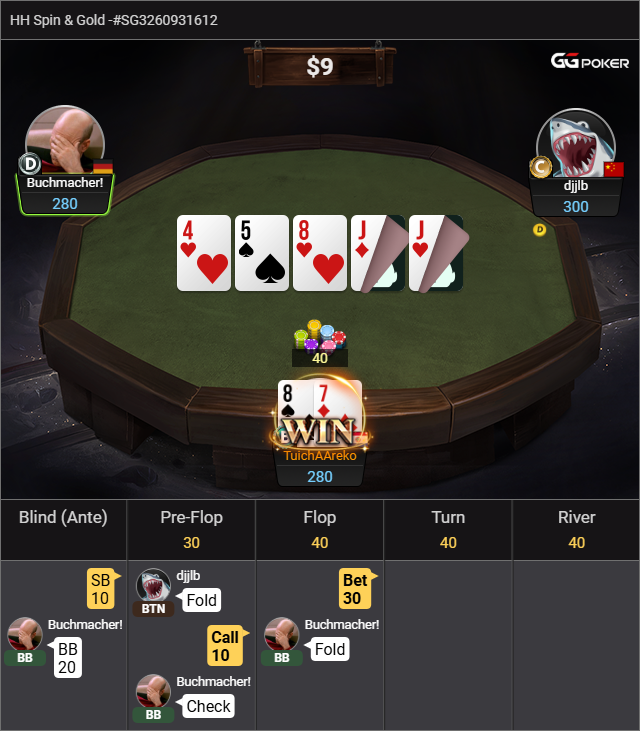 HH Spin & Gold -#SG3260931612
$9
GG POKER
D
Buchmacher!
280
C
djjlb
300
D
4
5
8
J
J
40
8 7
WIN
TuichAAreko
280
Blind (Ante)
Pre-Flop
Flop
Turn
River
30
40
40
40
SB
10
Buchmacher!
BB
BB
20
djjlb
BTN
Fold
Call
10
Buchmacher!
BB
Check
Bet
30
Buchmacher!
BB
Fold